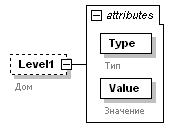 attributes
Type
Тип
Level1
Дом
Value
Значение